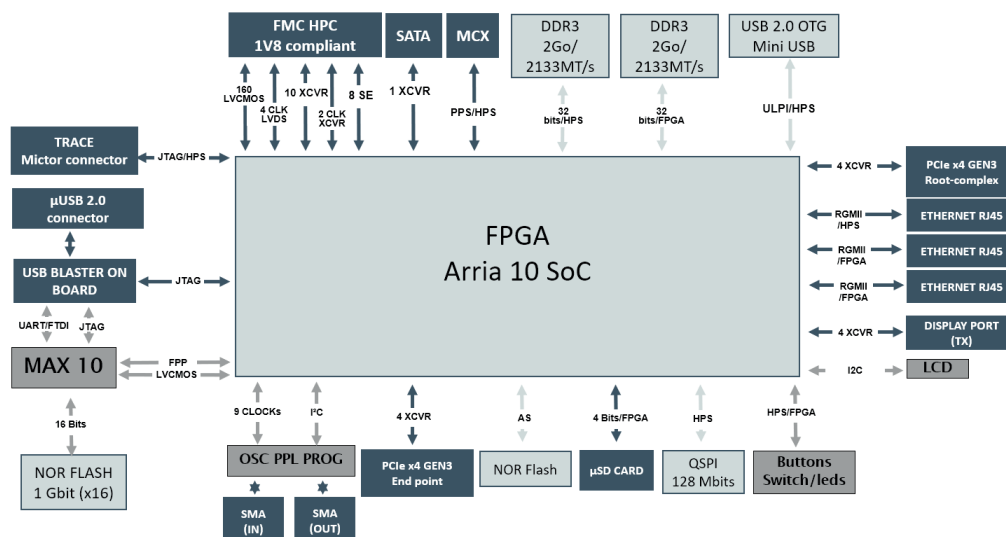 FMC HPC
1V8 compliant
SATA
MCX
DDR3
2Go/
2133MT/s
DDR3
2Go/
2133MT/s
USB 2.0 OTG
Mini USB
160
LVCMOS
4 CLK
LVDS
10 XCVR
2 CLK
XCVR
8 SE
1 XCVR
PPS/HPS
32
bits/HPS
32
bits/FPGA
ULPI/HPS
TRACE
Mictor connector
JTAG/HPS
µUSB 2.0
connector
USB BLASTER ON
BOARD
JTAG
UART/FTDI
JTAG
MAX 10
FPP
LVCMOS
16 Bits
NOR FLASH
1 Gbit (x16)
FPGA
Arria 10 SoC
4 XCVR
PCIe x4 GEN3
Root-complex
RGMII
/HPS
ETHERNET RJ45
RGMII
/FPGA
ETHERNET RJ45
RGMII
/FPGA
ETHERNET RJ45
4 XCVR
DISPLAY PORT
(TX)
I2C
LCD
9 CLOCKs
I²C
4 XCVR
AS
4 Bits/FPGA
HPS
HPS/FPGA
OSC PPL PROG
SMA
(IN)
SMA
(OUT)
PCIe x4 GEN3
End point
NOR Flash
µSD CARD
QSPI
128 Mbits
Buttons
Switch/leds